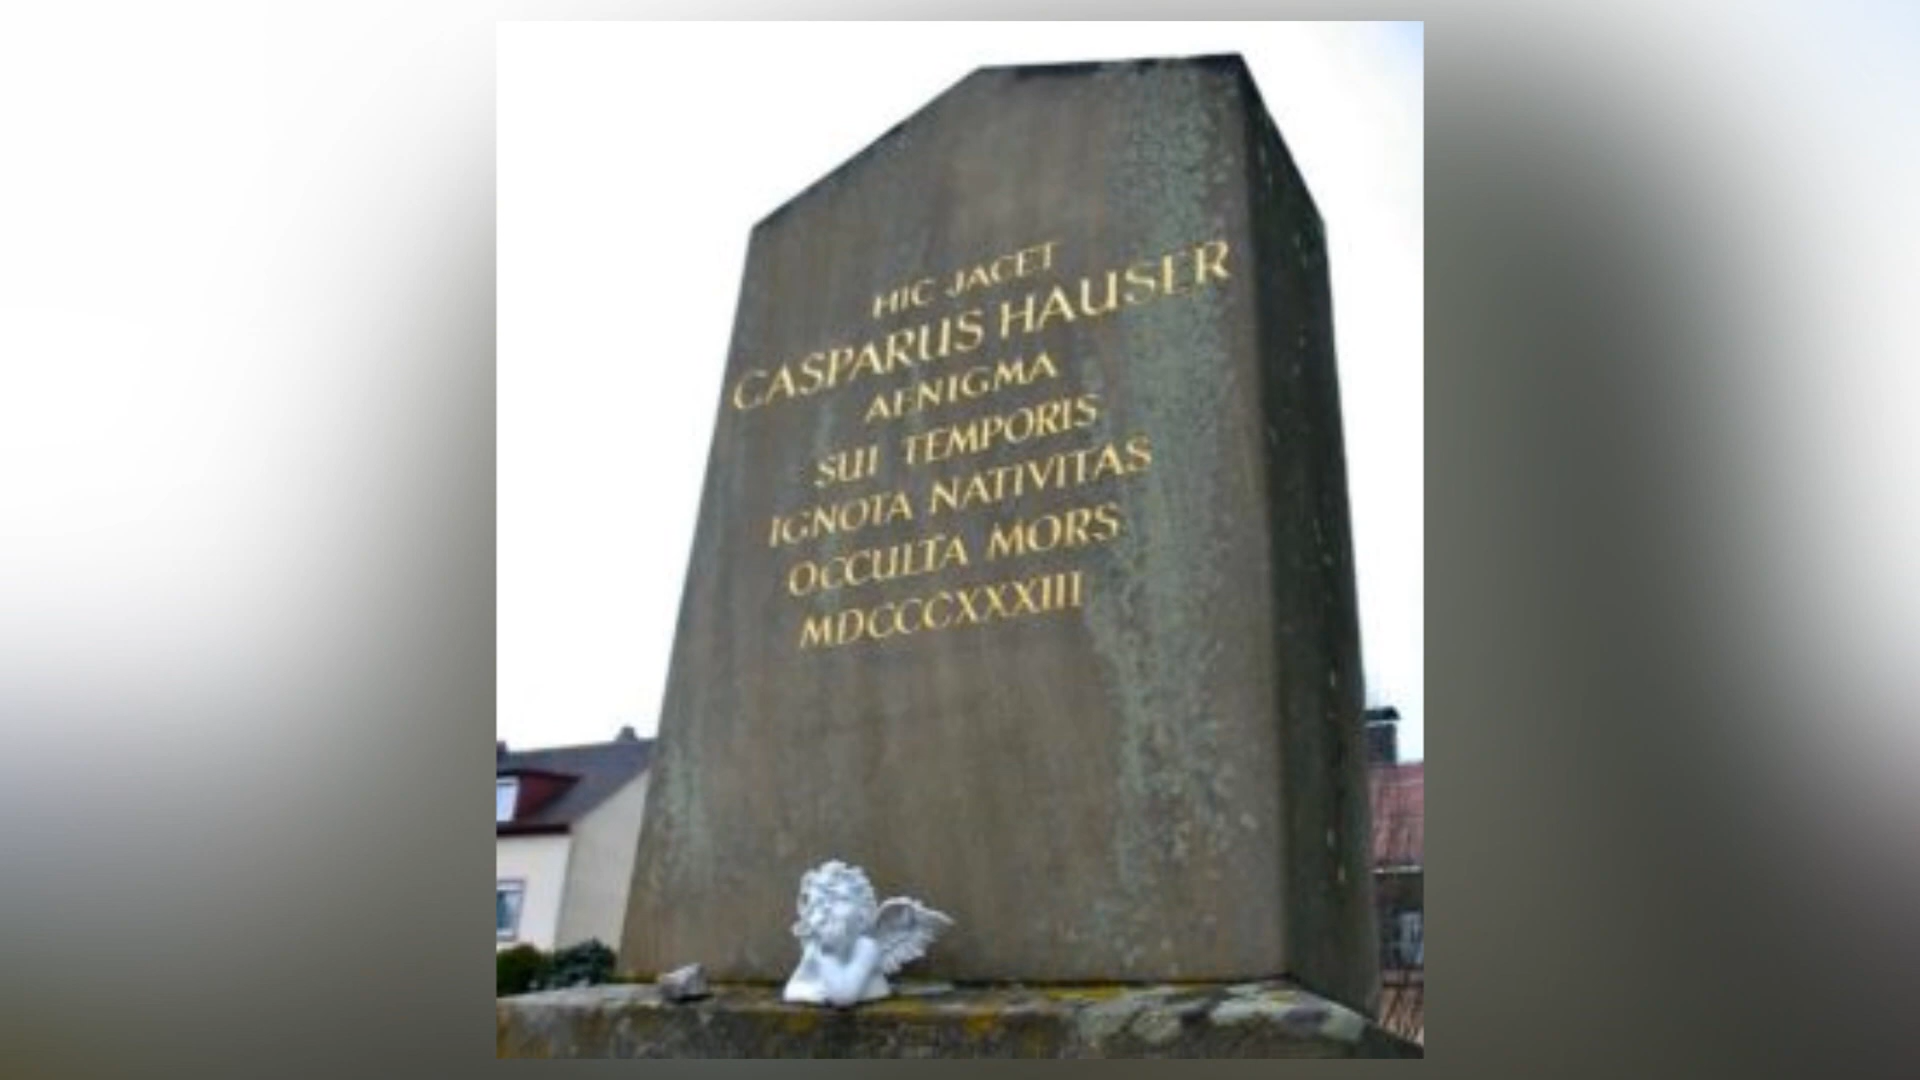 HIC JACET
CASPARUS HAUSER
AENIGMA
SUI TEMPORIS
IGNOTA NATIVITAS
OCCULTA MORS
MDCCCXXXIII